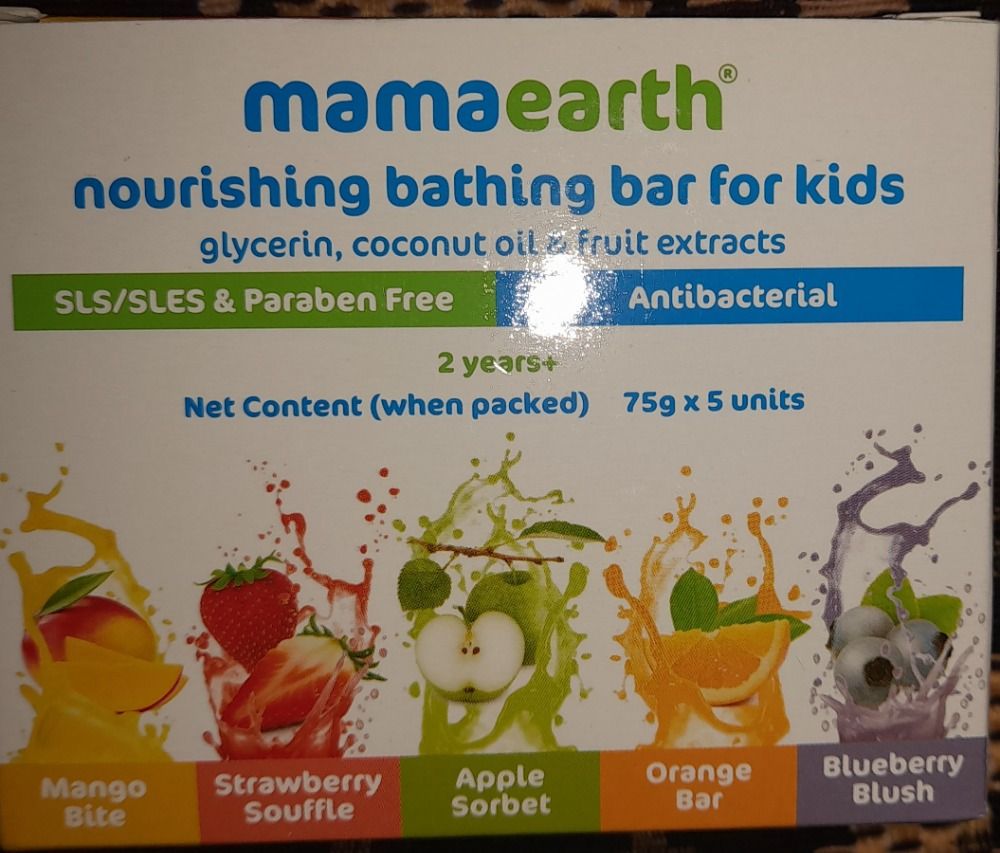 mamaearth®
nourishing bathing bar for kids
glycerin, coconut oil & fruit extracts
SLS/SLES & Paraben Free Antibacterial
2 years+
Net Content (when packed) 75g x 5 units
Mango Bite
Strawberry Souffle
Apple Sorbet
Orange Bar
Blueberry Blush